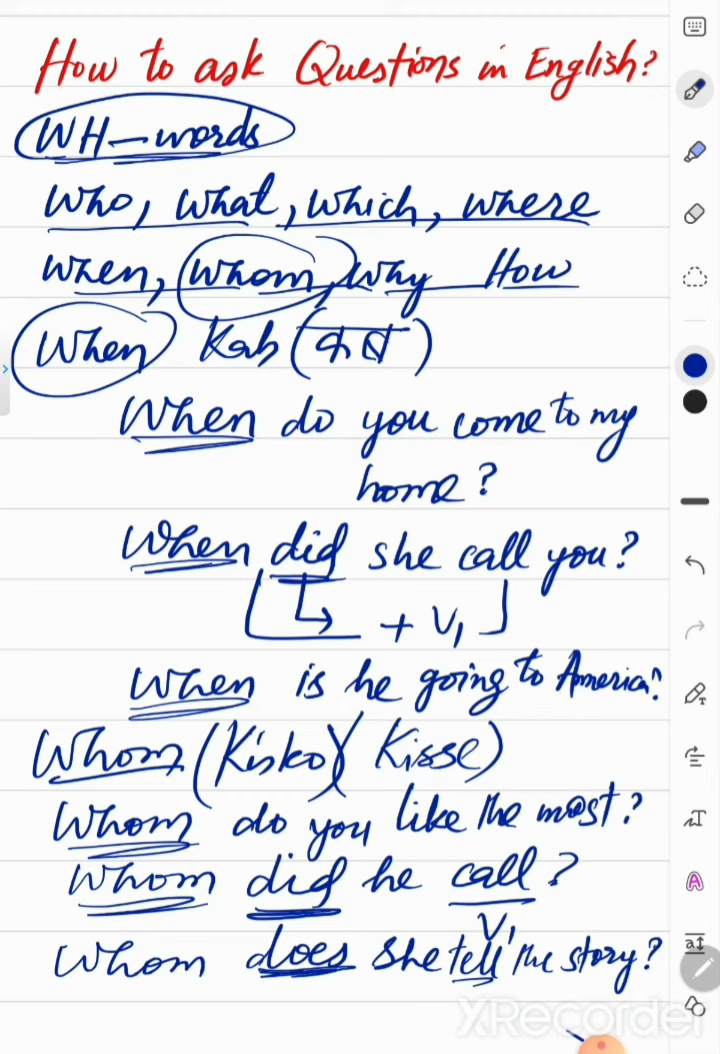 How to ask Questions in English?
WH-words
Who, what, which, where
when, whom, why How
When Kab (कब)
When do you come to my
home?
When did she call you?
+ V1
When is he going to America?
Whom (Kisko)( Kisse)
Whom do you like the most?
Whom did he call?
V1
Whom does she tell the story?
XRecorder